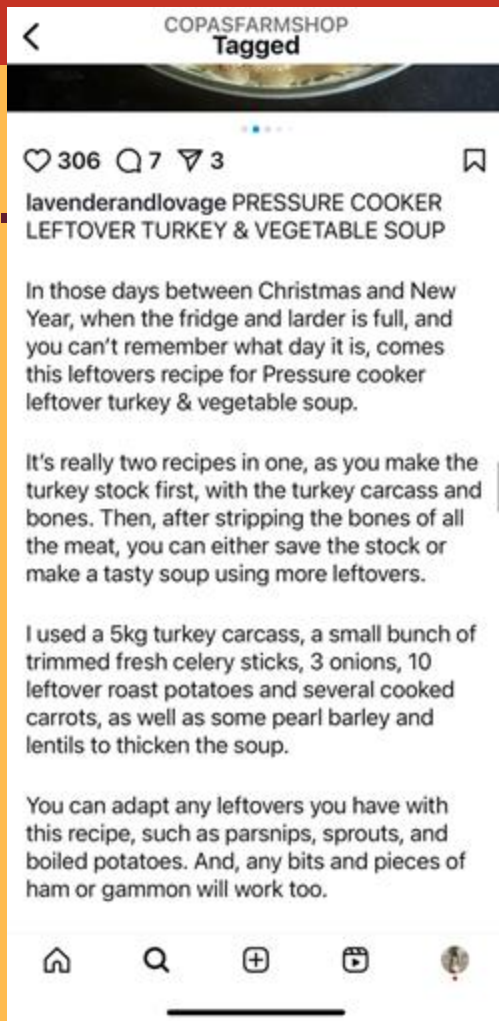 COPASFARMSHOP
Tagged
306 7 3
lavenderandlovage PRESSURE COOKER
LEFTOVER TURKEY & VEGETABLE SOUP
In those days between Christmas and New
Year, when the fridge and larder is full, and
you can't remember what day it is, comes
this leftovers recipe for Pressure cooker
leftover turkey & vegetable soup.
It's really two recipes in one, as you make the
turkey stock first, with the turkey carcass and
bones. Then, after stripping the bones of all
the meat, you can either save the stock or
make a tasty soup using more leftovers.
I used a 5kg turkey carcass, a small bunch of
trimmed fresh celery sticks, 3 onions, 10
leftover roast potatoes and several cooked
carrots, as well as some pearl barley and
lentils to thicken the soup.
You can adapt any leftovers you have with
this recipe, such as parsnips, sprouts, and
boiled potatoes. And, any bits and pieces of
ham or gammon will work too.